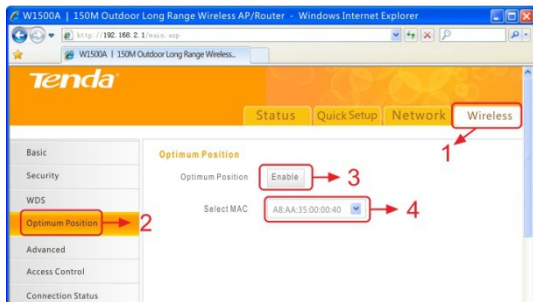 W1500A | 150M Outdoor Long Range Wireless AP/Router - Windows Internet Explorer
http://192.168.2.1/main.asp
W1500A | 150M Outdoor Long Range Wireless...
Tenda
Status Quick Setup Network Wireless
1
Basic
Optimum Position
Security
Optimum Position Enable 3
WDS
Select MAC A8:AA:35:00:00:40 4
Optimum Position 2
Advanced
Access Control
Connection Status